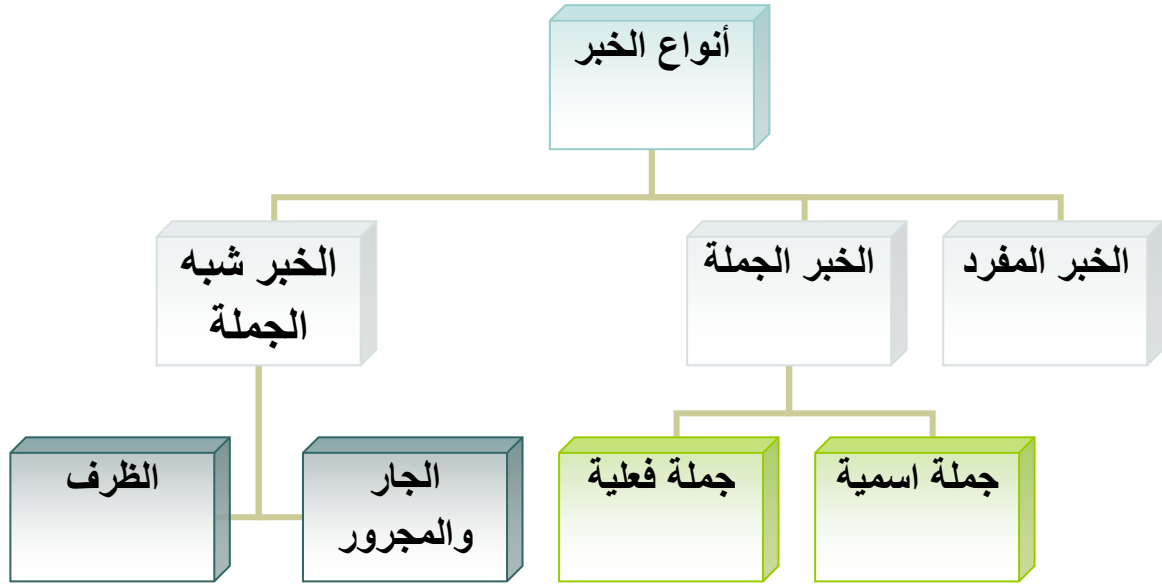 أنواع الخبر
الخبر المفرد
الخبر الجملة
الخبر شبه
الجملة
جملة اسمية
جملة فعلية
الجار
والمجرور
الظرف